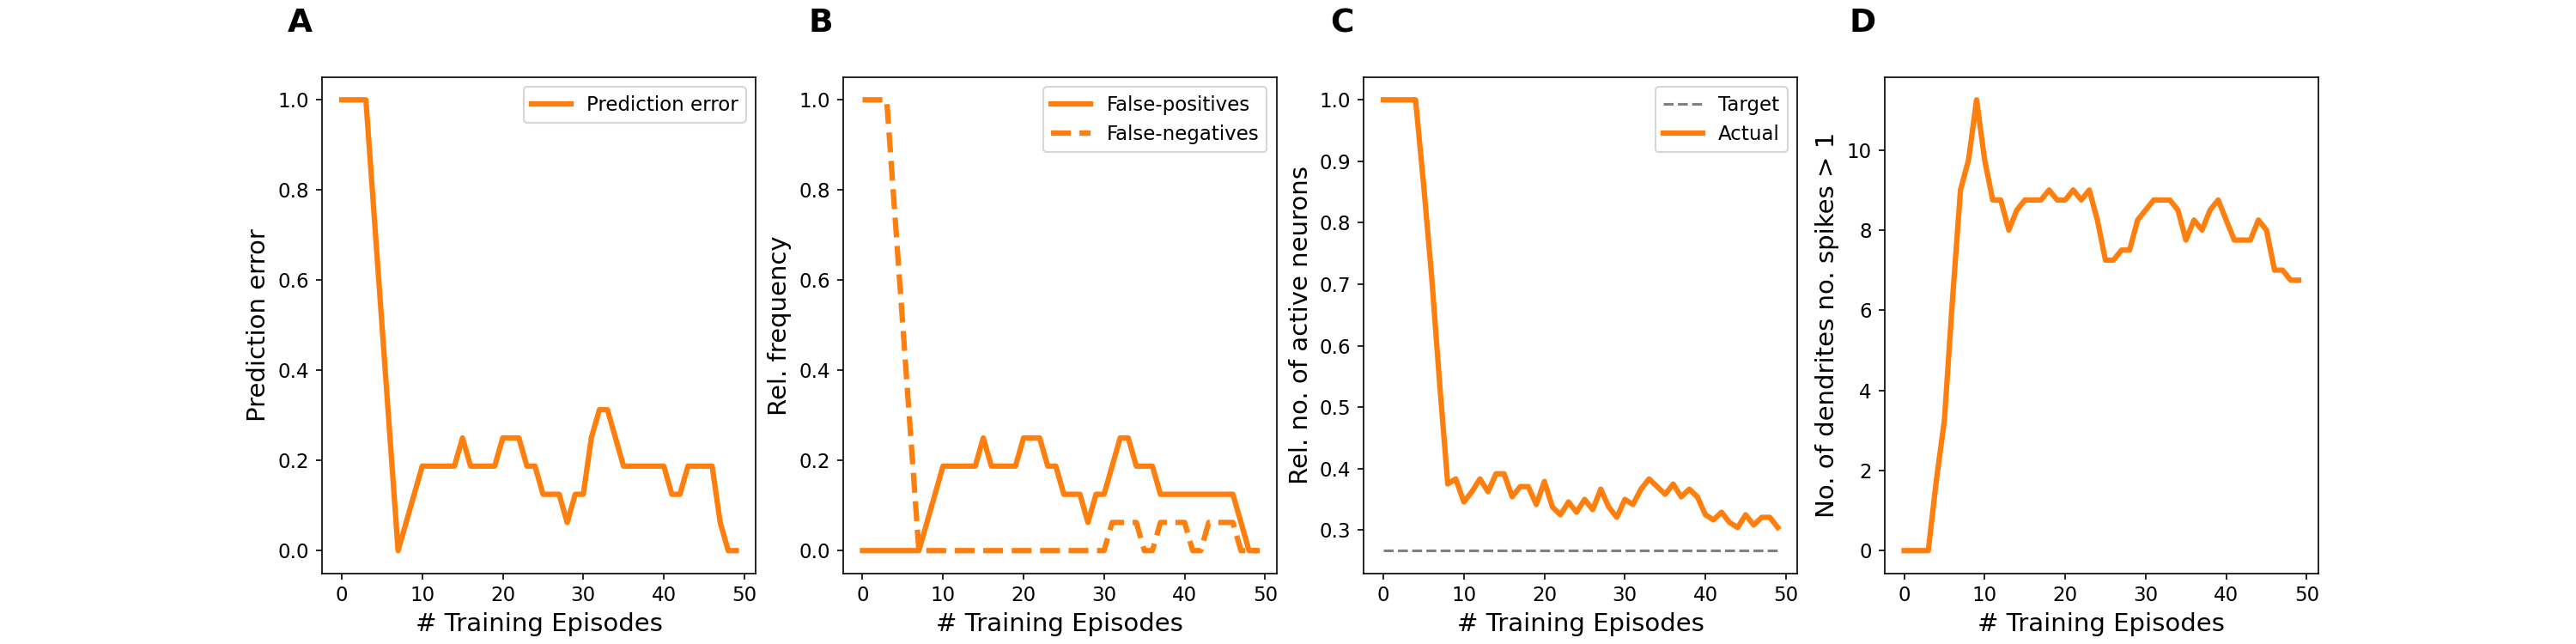 A
B
C
D
Prediction error
1.0
0.8
0.6
0.4
0.2
0.0
Prediction error
0
10
20
30
40
50
# Training Episodes
False-positives
False-negatives
1.0
0.8
0.6
0.4
0.2
0.0
Rel. frequency
0
10
20
30
40
50
# Training Episodes
Target
Actual
1.0
0.9
0.8
0.7
0.6
0.5
0.4
0.3
Rel. no. of active neurons
0
10
20
30
40
50
# Training Episodes
10
8
6
4
2
0
No. of dendrites no. spikes > 1
0
10
20
30
40
50
# Training Episodes